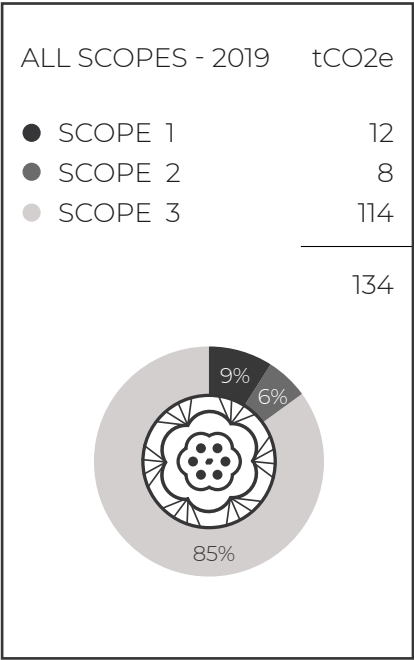 ALL SCOPES - 2019 tCO2e
SCOPE 1 12
SCOPE 2 8
SCOPE 3 114
134
9%
6%
85%